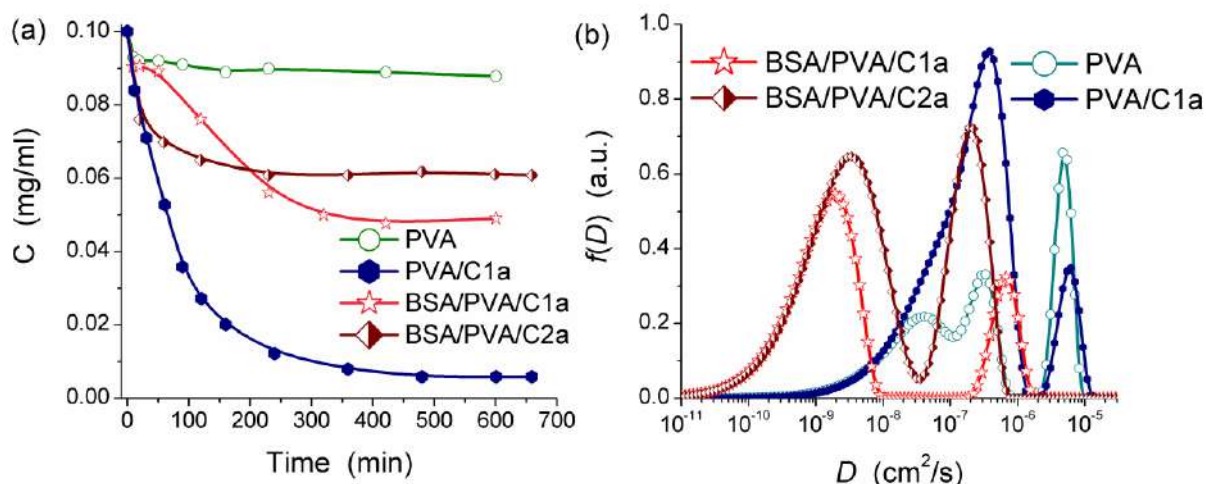 (a)
C (mg/ml)
0.10
0.08
0.06
0.04
0.02
0.00
PVA
PVA/C1a
BSA/PVA/C1a
BSA/PVA/C2a
0 100 200 300 400 500 600 700
Time (min)
(b)
f(D) (a.u.)
1.0
0.8
0.6
0.4
0.2
0.0
BSA/PVA/C1a PVA
BSA/PVA/C2a PVA/C1a
10⁻¹¹ 10⁻¹⁰ 10⁻⁹ 10⁻⁸ 10⁻⁷ 10⁻⁶ 10⁻⁵
D (cm²/s)